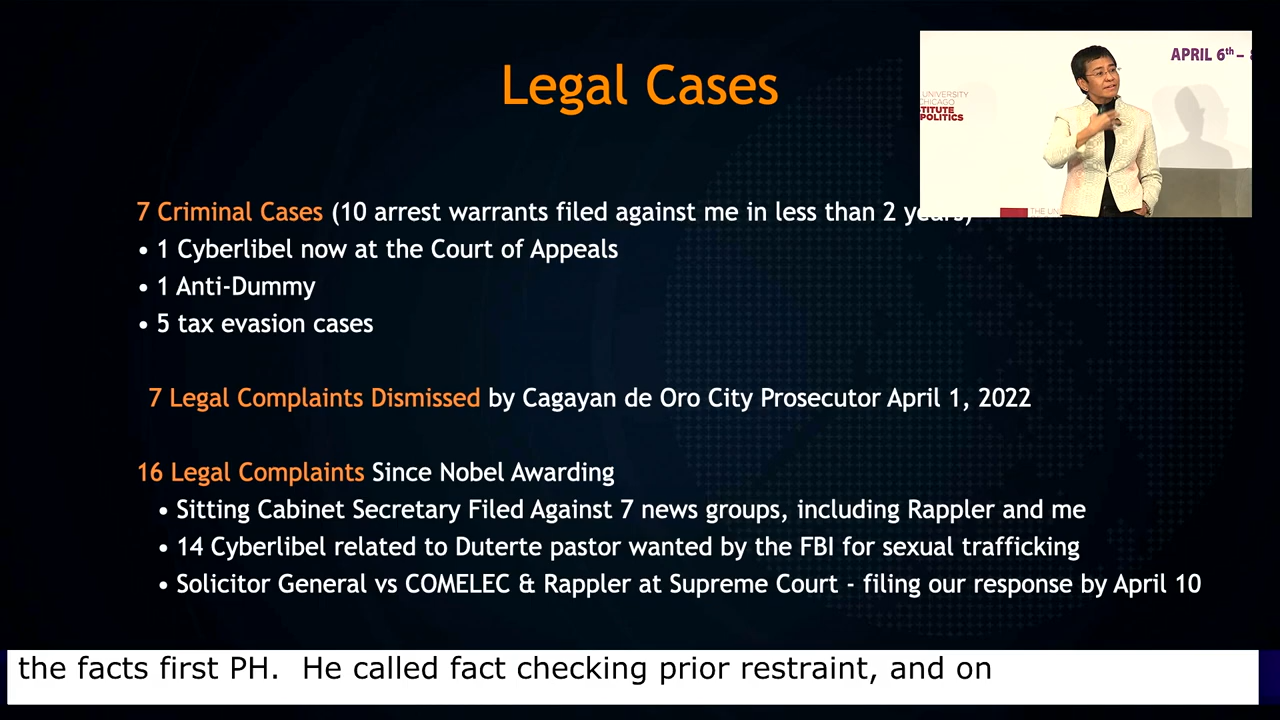 Legal Cases
APRIL 6th –
UNIVERSITY
CHICAGO
STITUTE
POLITICS
THE UN
7 Criminal Cases (10 arrest warrants filed against me in less than 2 years)
• 1 Cyberlibel now at the Court of Appeals
• 1 Anti-Dummy
• 5 tax evasion cases
7 Legal Complaints Dismissed by Cagayan de Oro City Prosecutor April 1, 2022
16 Legal Complaints Since Nobel Awarding
• Sitting Cabinet Secretary Filed Against 7 news groups, including Rappler and me
• 14 Cyberlibel related to Duterte pastor wanted by the FBI for sexual trafficking
• Solicitor General vs COMELEC & Rappler at Supreme Court - filing our response by April 10
the facts first PH. He called fact checking prior restraint, and on